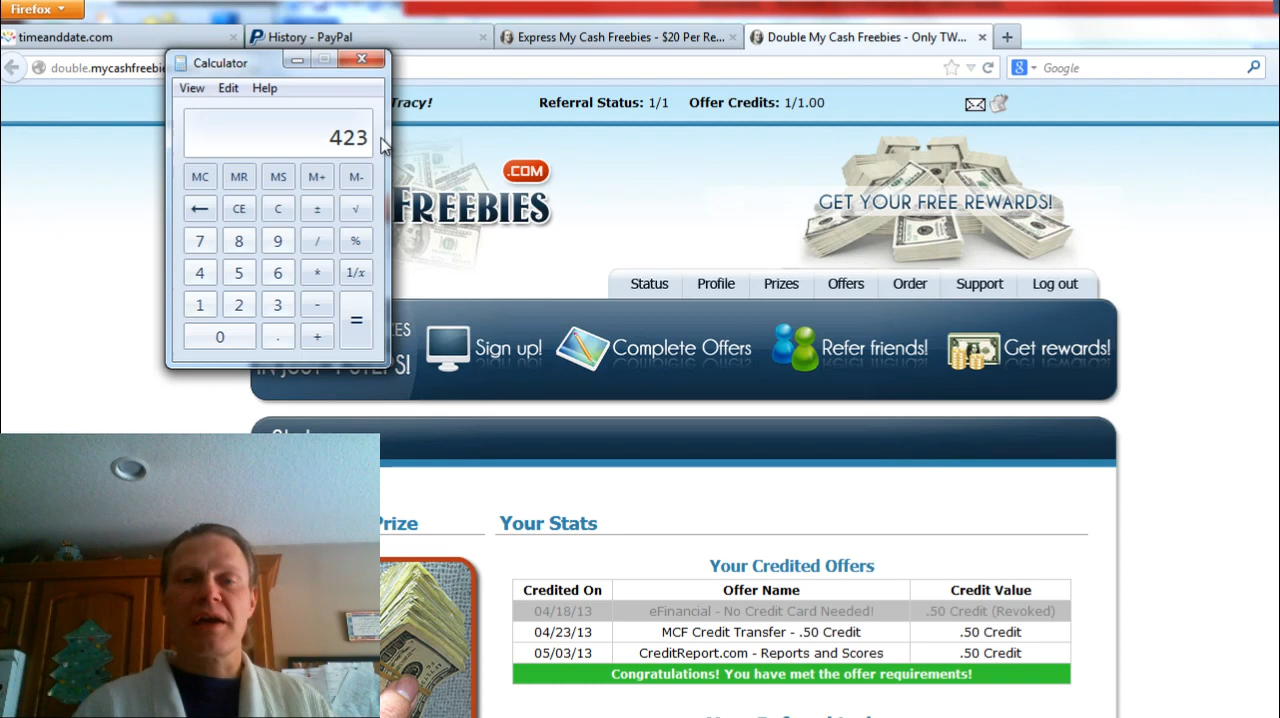 Firefox
timeanddate.com
History - PayPal
Express My Cash Freebies - $20 Per Re...
Double My Cash Freebies - Only TW...
double.mycashfreebie
Google
Tracy!
Referral Status: 1/1
Offer Credits: 1/1.00
Calculator
View Edit Help
423
MC MR MS M+ M-
← CE C ± √
7 8 9 / %
4 5 6 * 1/x
1 2 3 - =
0 . +
.COM
FREEBIES
GET YOUR FREE REWARDS!
Status Profile Prizes Offers Order Support Log out
Sign up! Complete Offers Refer friends! Get rewards!
Prize
Your Stats
Your Credited Offers
Credited On Offer Name Credit Value
04/18/13 eFinancial - No Credit Card Needed! .50 Credit (Revoked)
04/23/13 MCF Credit Transfer - .50 Credit .50 Credit
05/03/13 CreditReport.com - Reports and Scores .50 Credit
Congratulations! You have met the offer requirements!